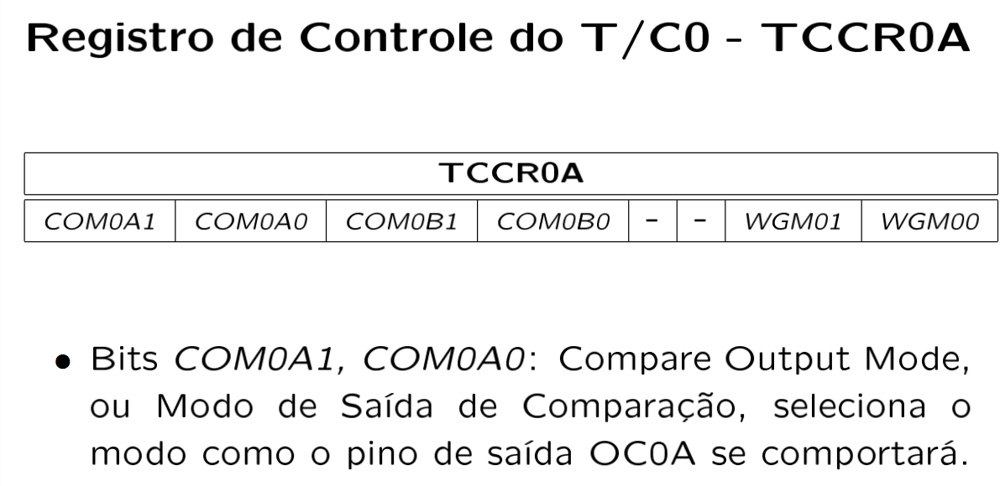 Registro de Controle do T/C0 - TCCR0A
TCCR0A
COM0A1 COM0A0 COM0B1 COM0B0 - - WGM01 WGM00
• Bits COM0A1, COM0A0: Compare Output Mode,
ou Modo de Saída de Comparação, seleciona o
modo como o pino de saída OC0A se comportará.